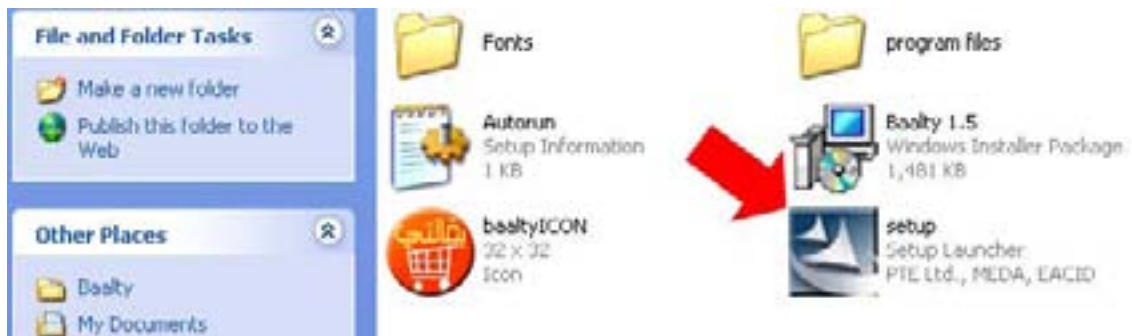 File and Folder Tasks
Make a new folder
Publish this folder to the
Web
Other Places
Baalty
My Documents
Fonts
program files
Autorun
Setup Information
1 KB
Baalty 1.5
Windows Installer Package
1,481 KB
بقالتي
baaltyICON
32 x 32
Icon
setup
Setup Launcher
PTE Ltd., MEDA, EACID